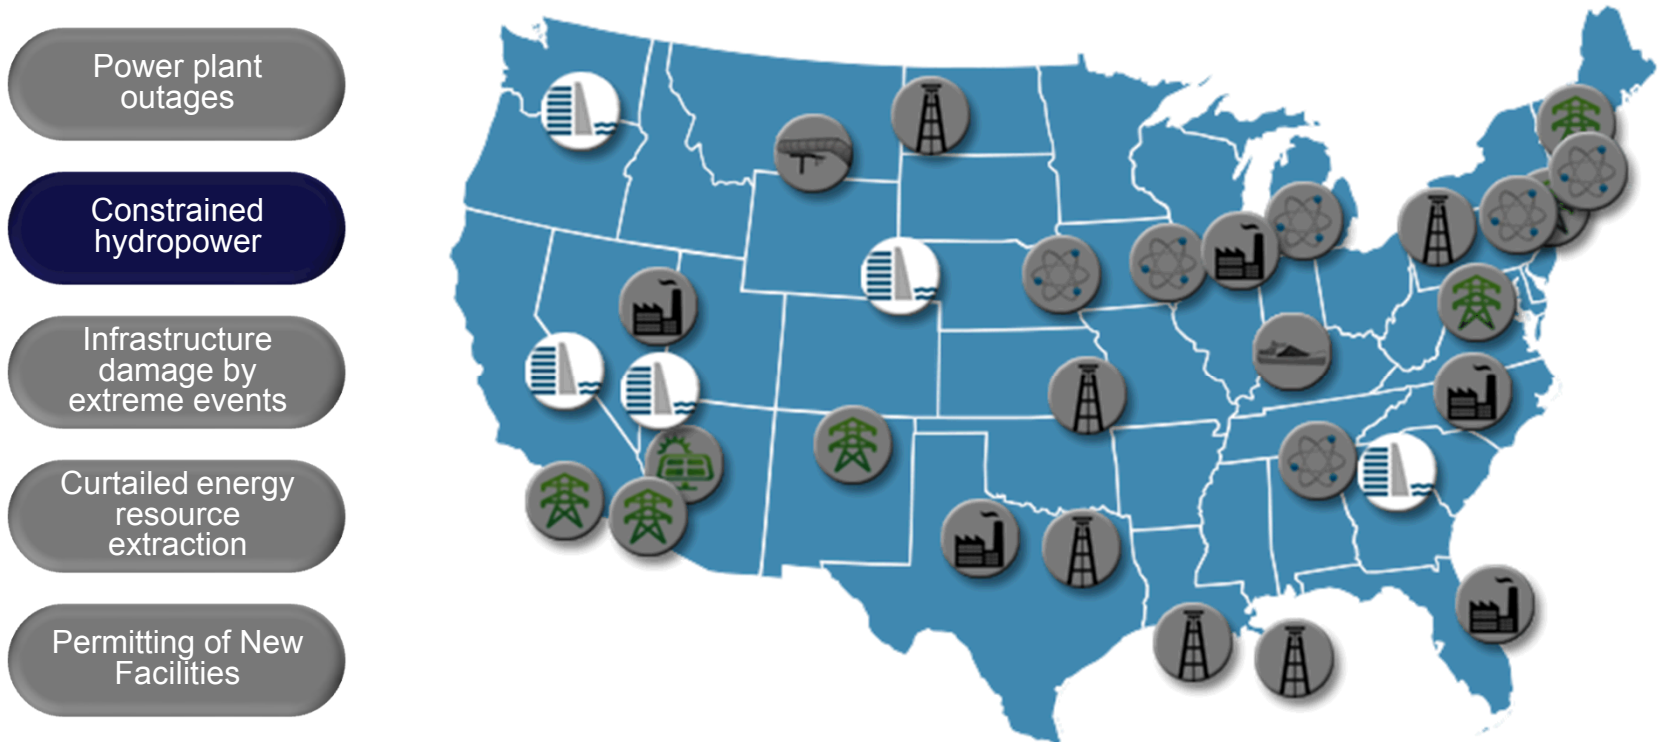 Power plant
outages
Constrained
hydropower
Infrastructure
damage by
extreme events
Curtailed energy
resource
extraction
Permitting of New
Facilities